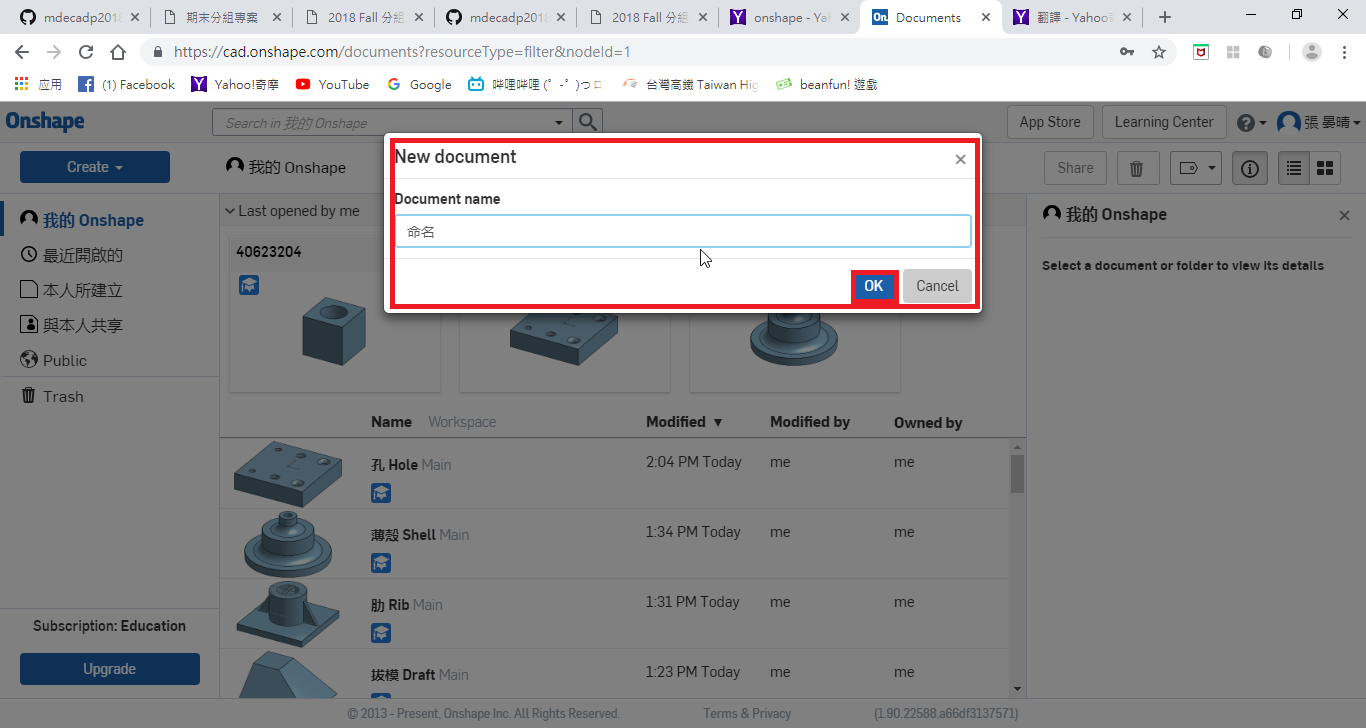 mdecadp2018
期末分組專案
2018 Fall 分組
mdecadp2018
2018 Fall 分組
onshape - Yah
Documents
翻譯 - Yahoo奇
https://cad.onshape.com/documents?resourceType=filter&nodeId=1
应用
(1) Facebook
Yahoo!奇摩
YouTube
Google
哔哩哔哩 (゜-゜)つロ
台灣高鐵 Taiwan Hig
beanfun! 遊戲
Onshape
Search in 我的 Onshape
App Store
Learning Center
張 晏晴
Create
我的 Onshape
Share
New document
Document name
命名
OK
Cancel
我的 Onshape
最近開啟的
本人所建立
與本人共享
Public
Trash
Last opened by me
40623204
我的 Onshape
Select a document or folder to view its details
Name Workspace Modified ▼ Modified by Owned by
孔 Hole Main 2:04 PM Today me me
薄殼 Shell Main 1:34 PM Today me me
肋 Rib Main 1:31 PM Today me me
拔模 Draft Main 1:23 PM Today me me
Subscription: Education
Upgrade
© 2013 - Present, Onshape Inc. All Rights Reserved. Terms & Privacy (1.90.22588.a66df3137571)